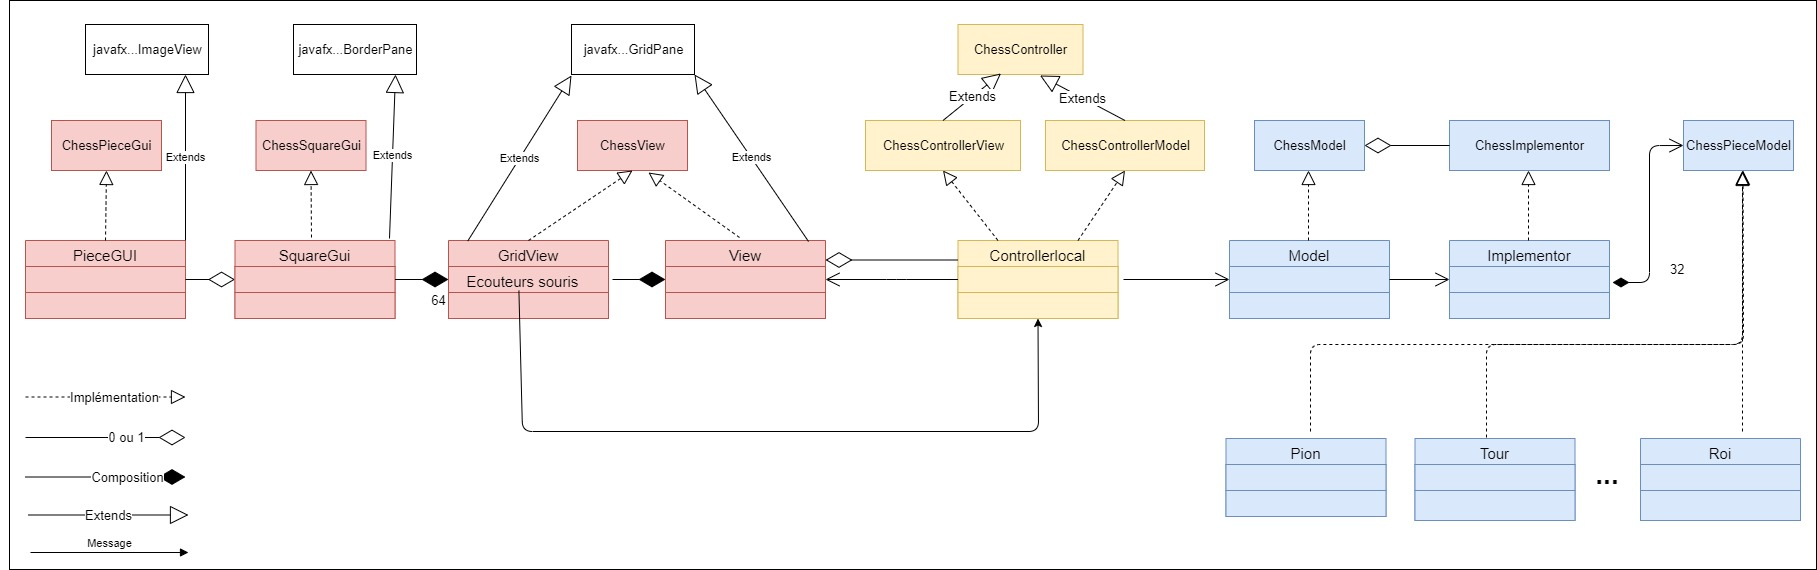 javafx...ImageView
javafx...BorderPane
javafx...GridPane
ChessController
Extends
Extends
ChessPieceGui
ChessSquareGui
ChessView
ChessControllerView
ChessControllerModel
ChessModel
ChessImplementor
ChessPieceModel
Extends
Extends
Extends
Extends
PieceGUI
SquareGui
GridView
View
Controllerlocal
Model
Implementor
Ecouteurs souris
64
32
Implémentation
0 ou 1
Composition
Extends
Message
Pion
Tour
...
Roi